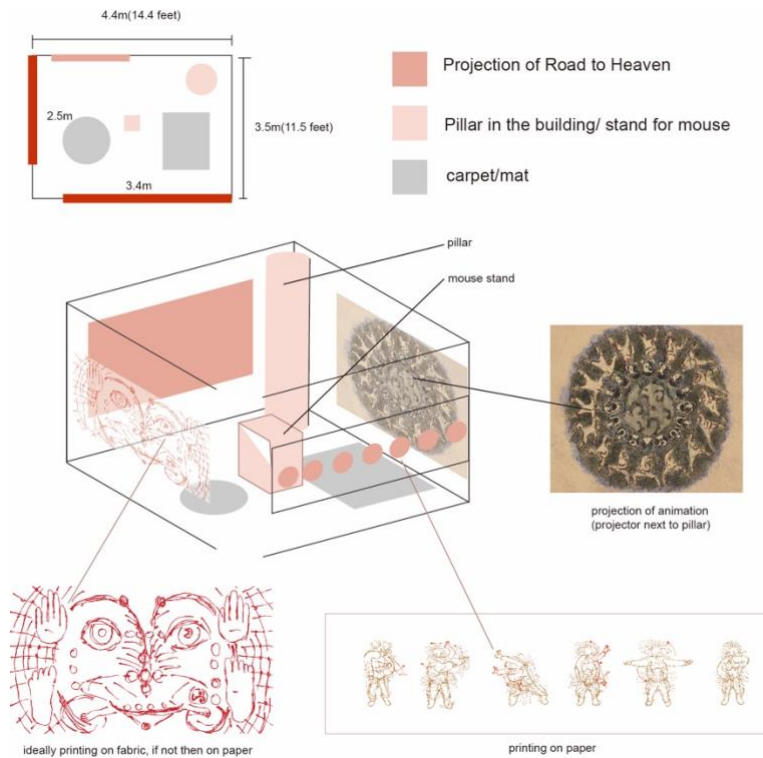 4.4m(14.4 feet)
Projection of Road to Heaven
2.5m
3.5m(11.5 feet)
Pillar in the building/ stand for mouse
carpet/mat
3.4m
pillar
mouse stand
projection of animation
(projector next to pillar)
ideally printing on fabric, if not then on paper
printing on paper